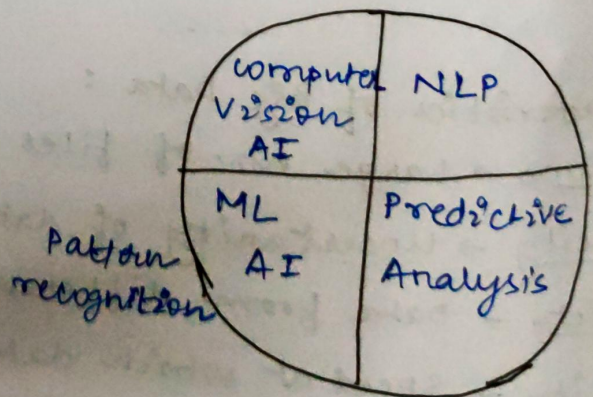 Computer
Vision
AI
NLP
ML
AI
Predictive
Analysis
Pattern
recognition